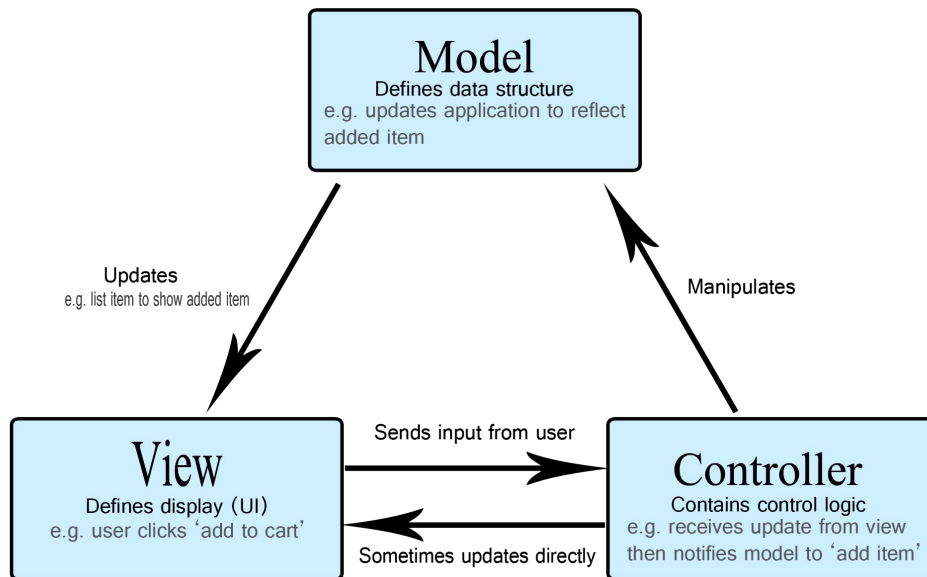 Model
Defines data structure
e.g. updates application to reflect
added item
Updates
e.g. list item to show added item
Manipulates
View
Defines display (UI)
e.g. user clicks ‘add to cart’
Sends input from user
Sometimes updates directly
Controller
Contains control logic
e.g. receives update from view
then notifies model to ‘add item’